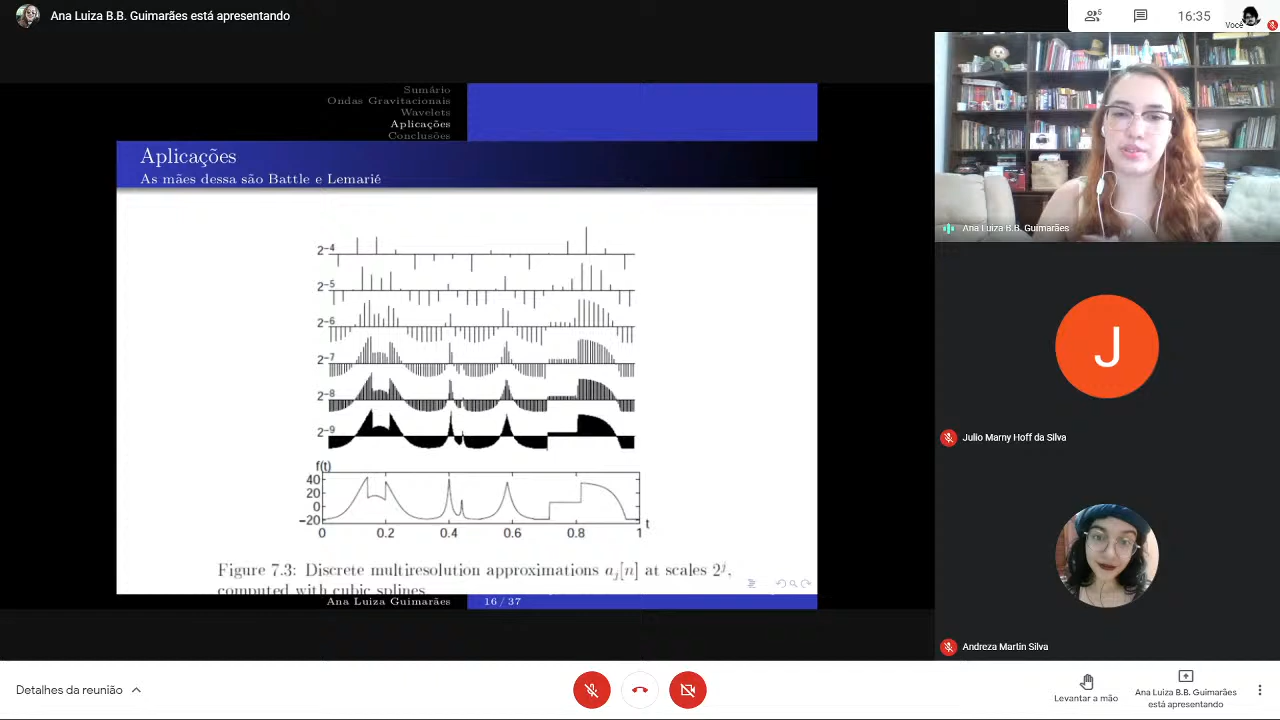 Ana Luiza B.B. Guimarães está apresentando
5
16:35
Você
Sumário
Ondas Gravitacionais
Wavelets
Aplicações
Conclusões
Aplicações
As mães dessa são Battle e Lemarié
2-4
2-5
2-6
2-7
2-8
2-9
f(t)
40
20
0
-20
0 0.2 0.4 0.6 0.8 1
t
Figure 7.3: Discrete multiresolution approximations aj[n] at scales 2j,
computed with cubic splines
Ana Luiza Guimarães
16 / 37
Ana Luiza B.B. Guimarães
J
Julio Marny Hoff da Silva
Andreza Martin Silva
Detalhes da reunião
Levantar a mão
Ana Luiza B.B. Guimarães
está apresentando